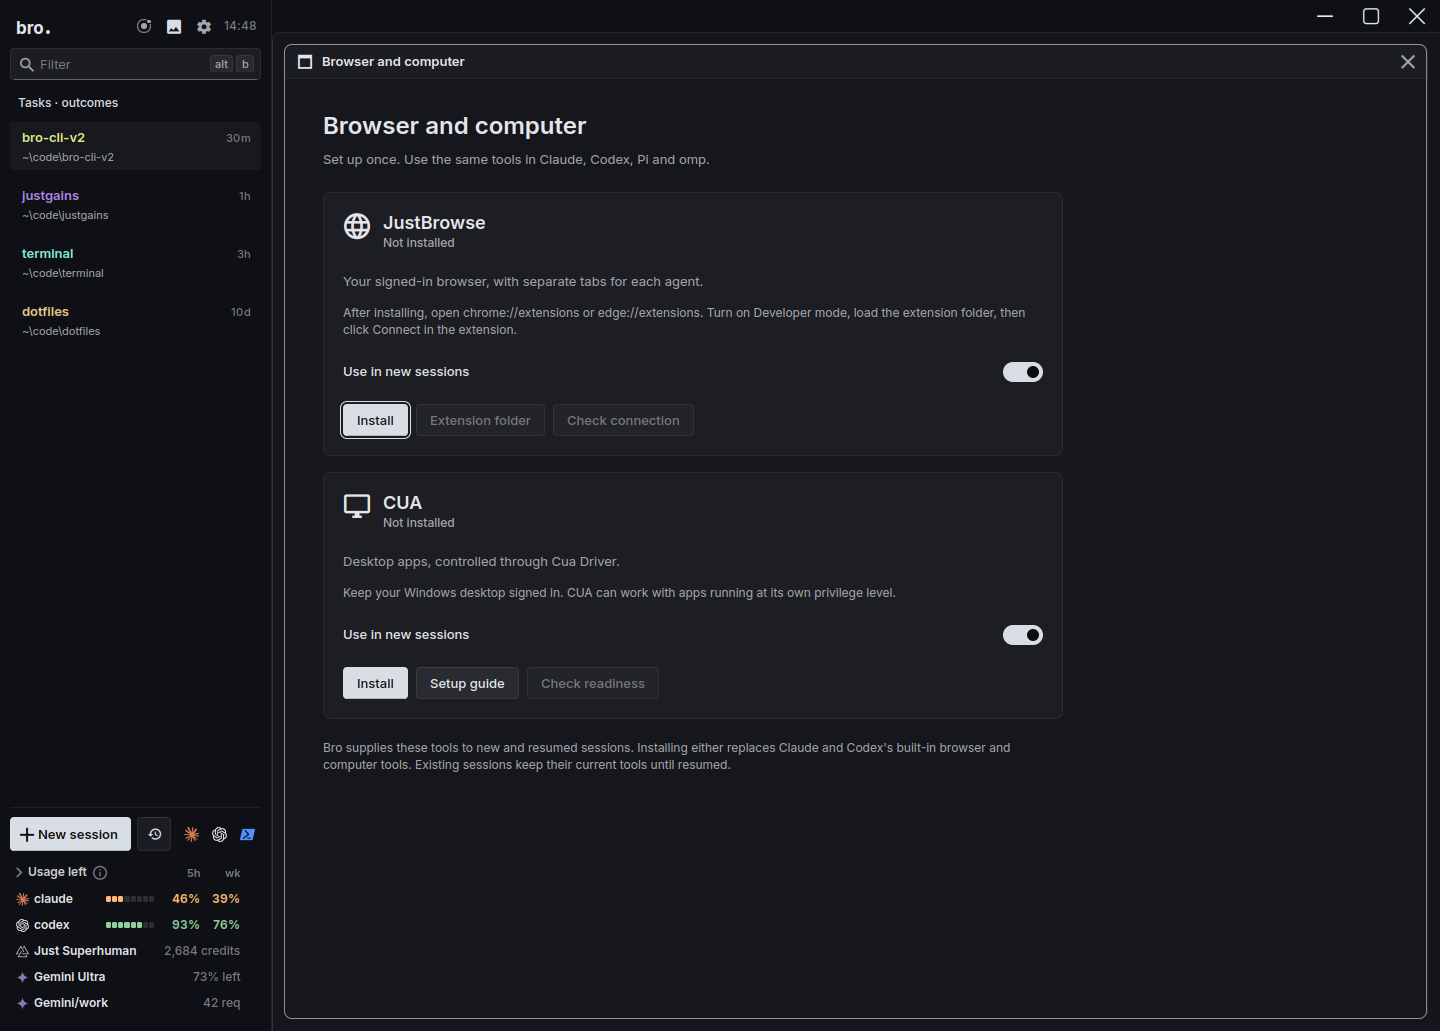 bro.
14:48
Filter
alt
b
Tasks · outcomes
bro-cli-v2
30m
~\code\bro-cli-v2
justgains
1h
~\code\justgains
terminal
3h
~\code\terminal
dotfiles
10d
~\code\dotfiles
New session
Usage left
5h
wk
claude
46%
39%
codex
93%
76%
Just Superhuman
2,684 credits
Gemini Ultra
73% left
Gemini/work
42 req
Browser and computer
Browser and computer
Set up once. Use the same tools in Claude, Codex, Pi and omp.
JustBrowse
Not installed
Your signed-in browser, with separate tabs for each agent.
After installing, open chrome://extensions or edge://extensions. Turn on Developer mode, load the extension folder, then
click Connect in the extension.
Use in new sessions
Install
Extension folder
Check connection
CUA
Not installed
Desktop apps, controlled through Cua Driver.
Keep your Windows desktop signed in. CUA can work with apps running at its own privilege level.
Use in new sessions
Install
Setup guide
Check readiness
Bro supplies these tools to new and resumed sessions. Installing either replaces Claude and Codex's built-in browser and
computer tools. Existing sessions keep their current tools until resumed.